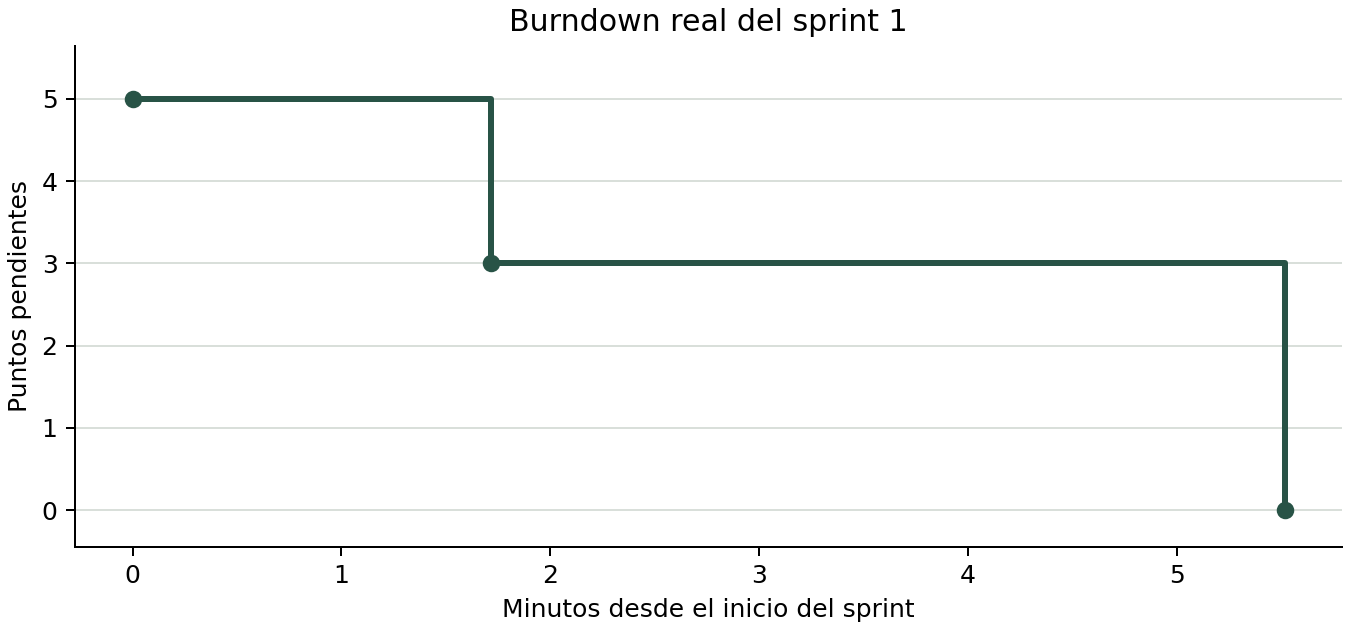 Burndown real del sprint 1
Puntos pendientes
5
4
3
2
1
0
0 1 2 3 4 5
Minutos desde el inicio del sprint